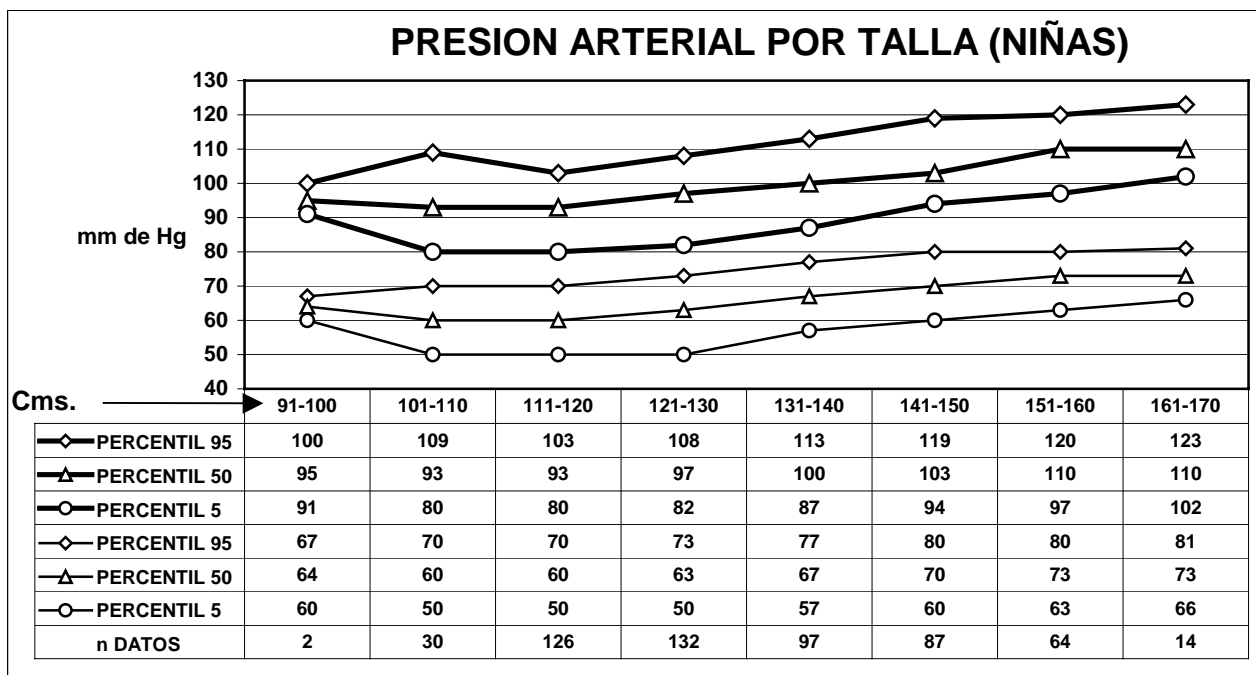 PRESION ARTERIAL POR TALLA (NIÑAS)
130
120
110
100
90
mm de Hg
80
70
60
50
40
Cms.
91-100 101-110 111-120 121-130 131-140 141-150 151-160 161-170
PERCENTIL 95 100 109 103 108 113 119 120 123
PERCENTIL 50 95 93 93 97 100 103 110 110
PERCENTIL 5 91 80 80 82 87 94 97 102
PERCENTIL 95 67 70 70 73 77 80 80 81
PERCENTIL 50 64 60 60 63 67 70 73 73
PERCENTIL 5 60 50 50 50 57 60 63 66
n DATOS 2 30 126 132 97 87 64 14